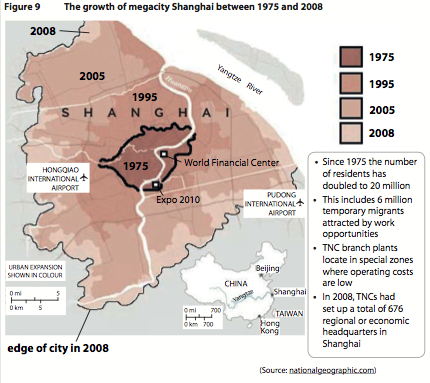 Figure 9 The growth of megacity Shanghai between 1975 and 2008
2008
2005
1995
SHANGHAI
Huangpu
Yangtze River
1975
World Financial Center
Expo 2010
HONGQIAO
INTERNATIONAL
AIRPORT
PUDONG
INTERNATIONAL
AIRPORT
URBAN EXPANSION
SHOWN IN COLOUR
0 mi 5
0 km 5
edge of city in 2008
0 mi 700
0 km 700
CHINA
Beijing
Yangtze
Shanghai
TAIWAN
Hong
Kong
1975
1995
2005
2008
• Since 1975 the number
of residents has
doubled to 20 million
• This includes 6 million
temporary migrants
attracted by work
opportunities
• TNC branch plants
locate in special zones
where operating costs
are low
• In 2008, TNCs had
set up a total of 676
regional or economic
headquarters in
Shanghai
(Source: nationalgeographic.com)